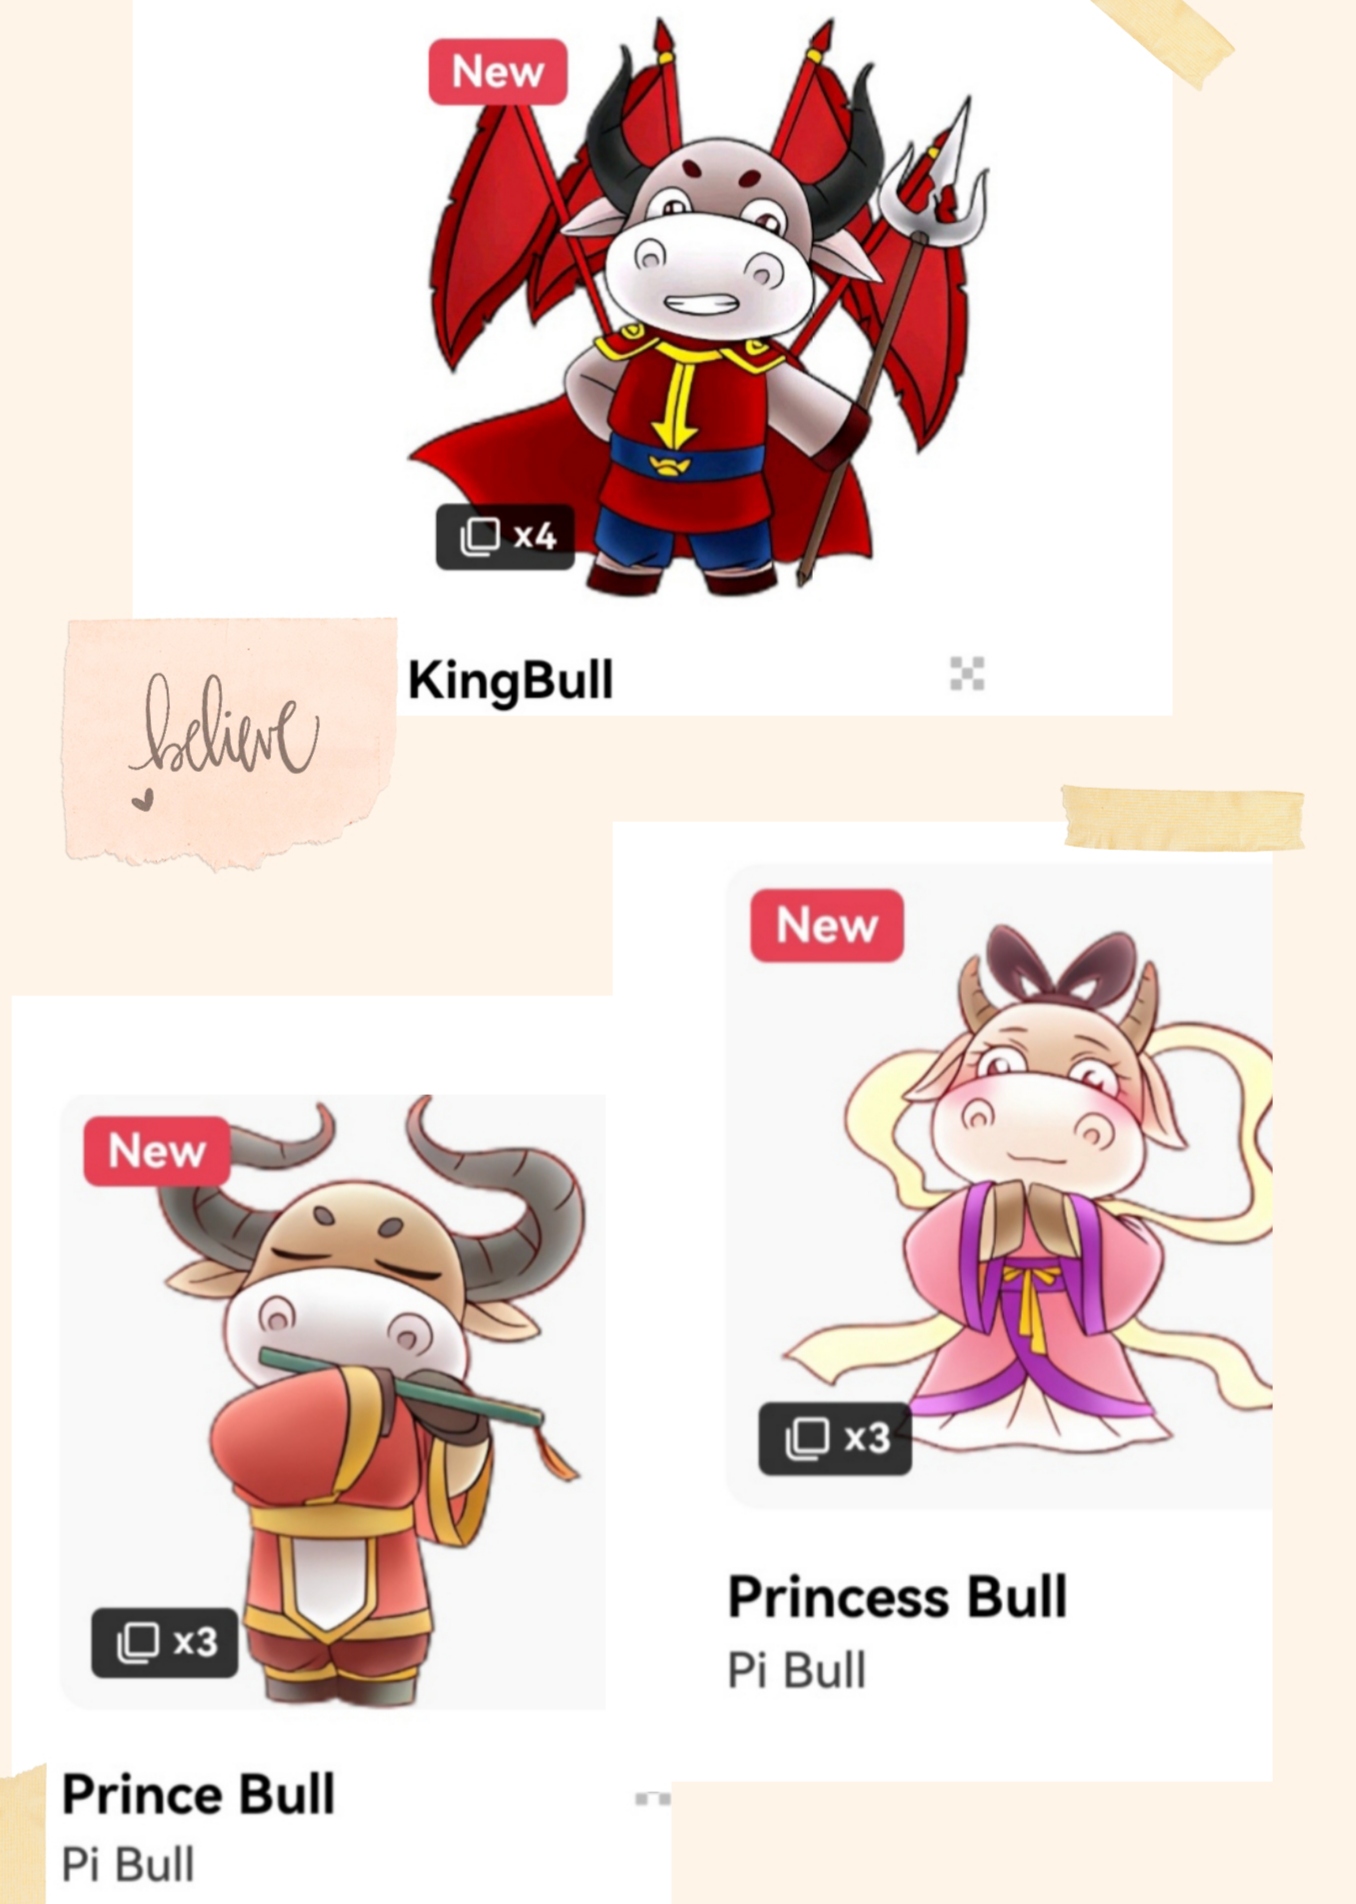 New
x4
KingBull
believe
New
x3
Princess Bull
Pi Bull
New
x3
Prince Bull
Pi Bull